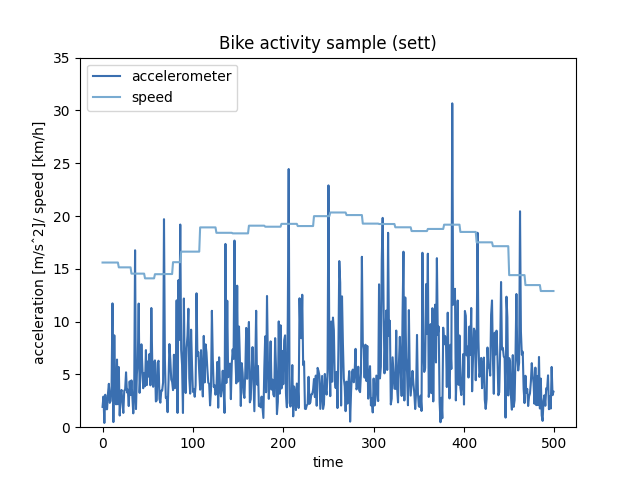 Bike activity sample (sett)
accelerometer
speed
acceleration [m/s^2]/ speed [km/h]
35
30
25
20
15
10
5
0
0
100
200
300
400
500
time